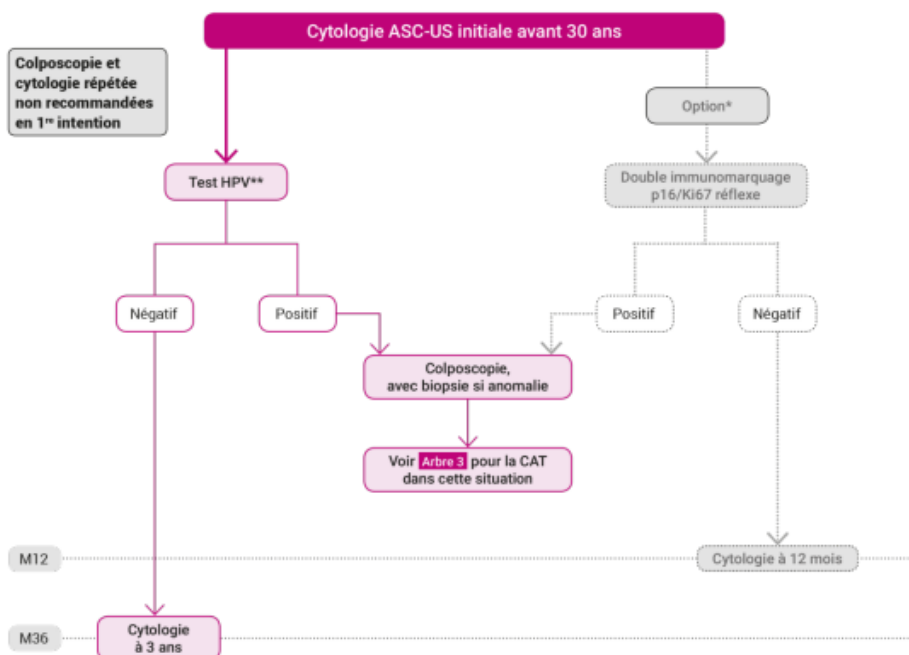 Cytologie ASC-US initiale avant 30 ans
Colposcopie et
cytologie répétée
non recommandées
en 1re intention
Option*
Test HPV**
Double immunomarquage
p16/Ki67 réflexe
Négatif
Positif
Positif
Négatif
Colposcopie,
avec biopsie si anomalie
Voir Arbre 3 pour la CAT
dans cette situation
M12
Cytologie à 12 mois
M36
Cytologie
à 3 ans